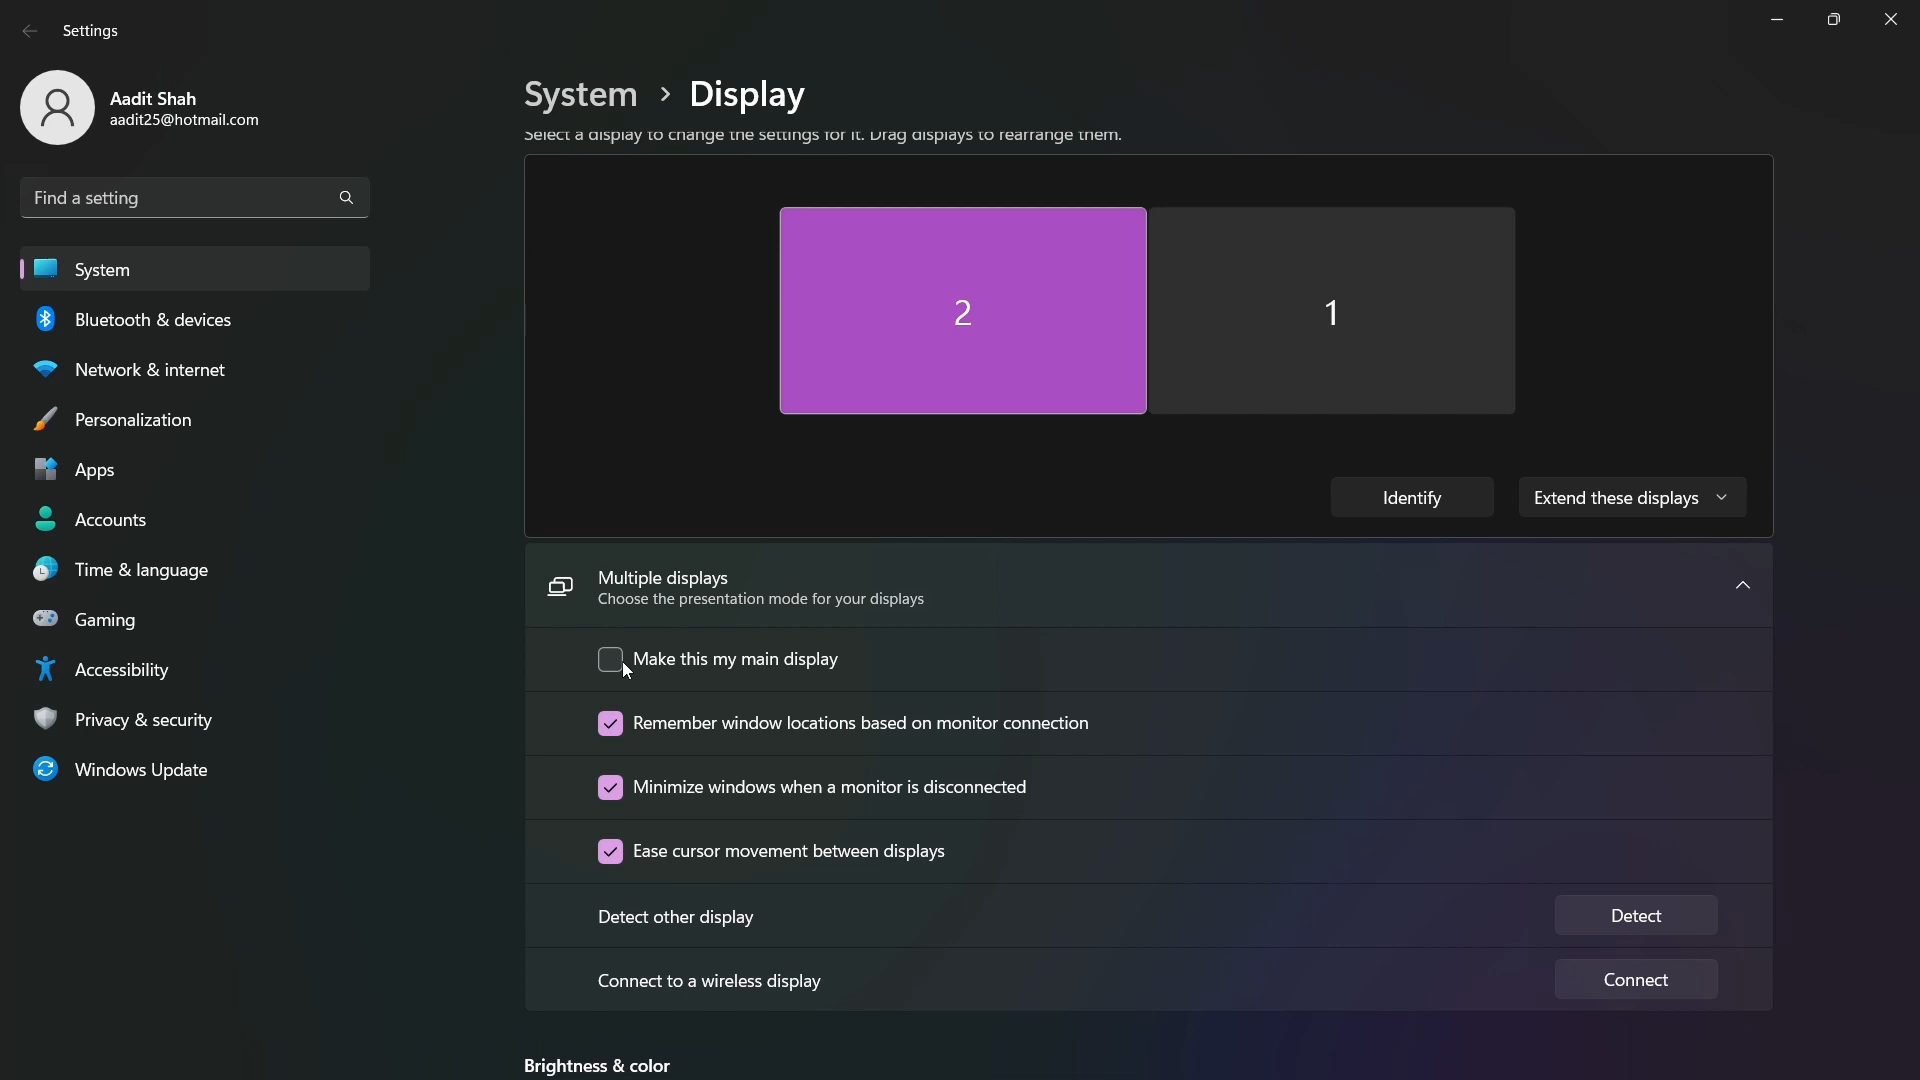 Settings
Aadit Shah
aadit25@hotmail.com
Find a setting
System
Bluetooth & devices
Network & internet
Personalization
Apps
Accounts
Time & language
Gaming
Accessibility
Privacy & security
Windows Update
System > Display
Select a display to change the settings for it. Drag displays to rearrange them.
2
1
Identify
Extend these displays
Multiple displays
Choose the presentation mode for your displays
Make this my main display
Remember window locations based on monitor connection
Minimize windows when a monitor is disconnected
Ease cursor movement between displays
Detect other display
Detect
Connect to a wireless display
Connect
Brightness & color